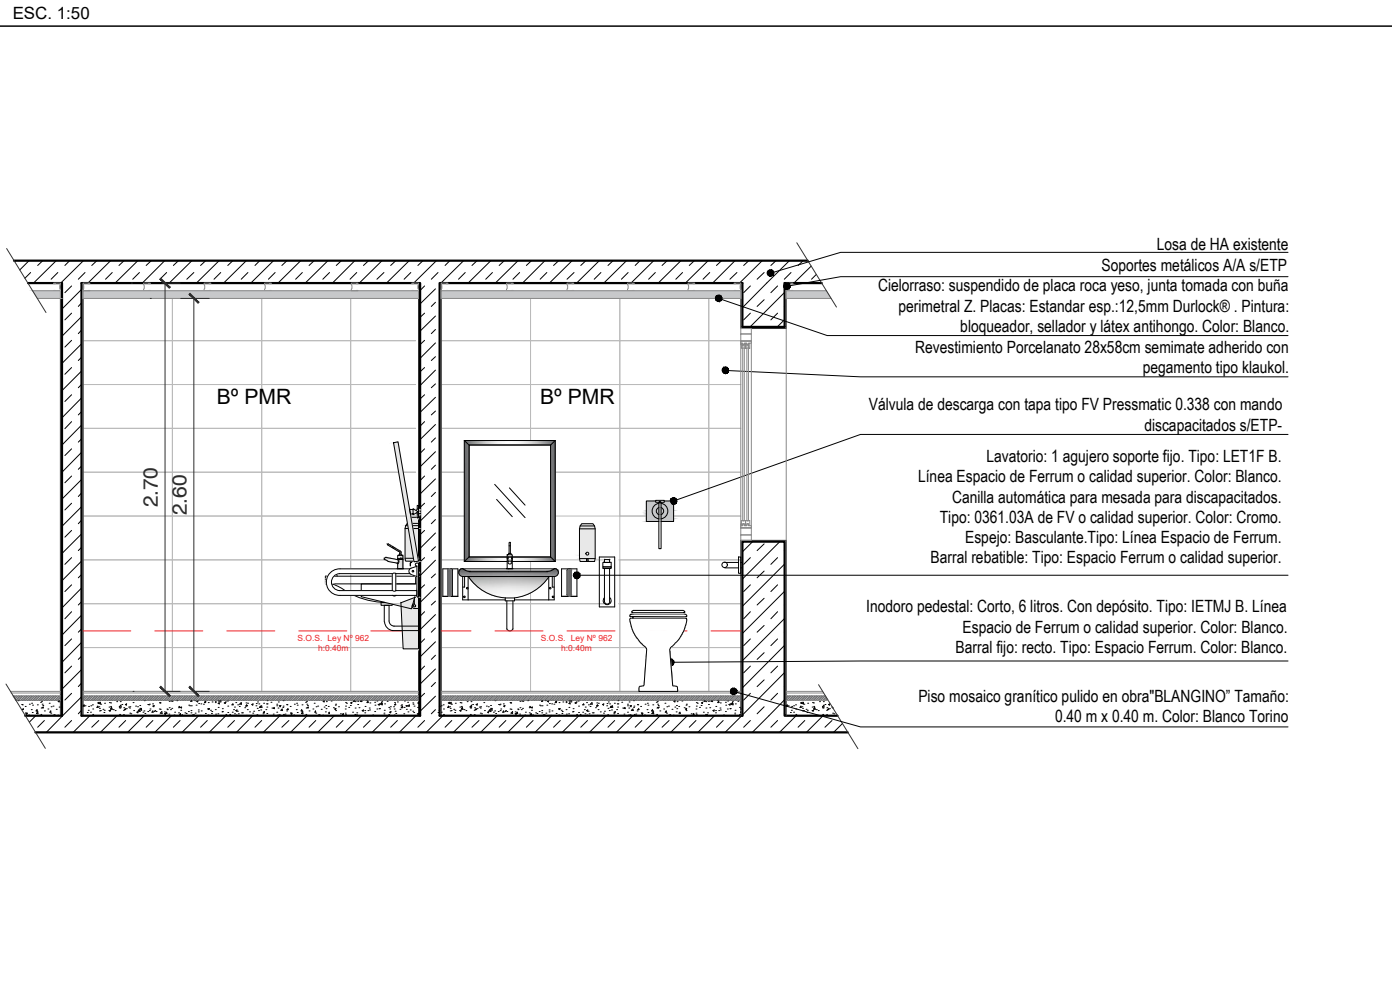 ESC. 1:50
Losa de HA existente
Soportes metálicos A/A s/ETP
Cielorraso: suspendido de placa roca yeso, junta tomada con buña
perimetral Z. Placas: Estandar esp.:12,5mm Durlock® . Pintura:
bloqueador, sellador y látex antihongo. Color: Blanco.
Revestimiento Porcelanato 28x58cm semimate adherido con
pegamento tipo klaukol.
Válvula de descarga con tapa tipo FV Pressmatic 0.338 con mando
discapacitados s/ETP-
Lavatorio: 1 agujero soporte fijo. Tipo: LET1F B.
Línea Espacio de Ferrum o calidad superior. Color: Blanco.
Canilla automática para mesada para discapacitados.
Tipo: 0361.03A de FV o calidad superior. Color: Cromo.
Espejo: Basculante.Tipo: Línea Espacio de Ferrum.
Barral rebatible: Tipo: Espacio Ferrum o calidad superior.
Inodoro pedestal: Corto, 6 litros. Con depósito. Tipo: IETMJ B. Línea
Espacio de Ferrum o calidad superior. Color: Blanco.
Barral fijo: recto. Tipo: Espacio Ferrum. Color: Blanco.
Piso mosaico granítico pulido en obra"BLANGINO" Tamaño:
0.40 m x 0.40 m. Color: Blanco Torino
Bº PMR
Bº PMR
2.70
2.60
S.O.S. Ley Nº 962
h:0.40m
S.O.S. Ley Nº 962
h:0.40m